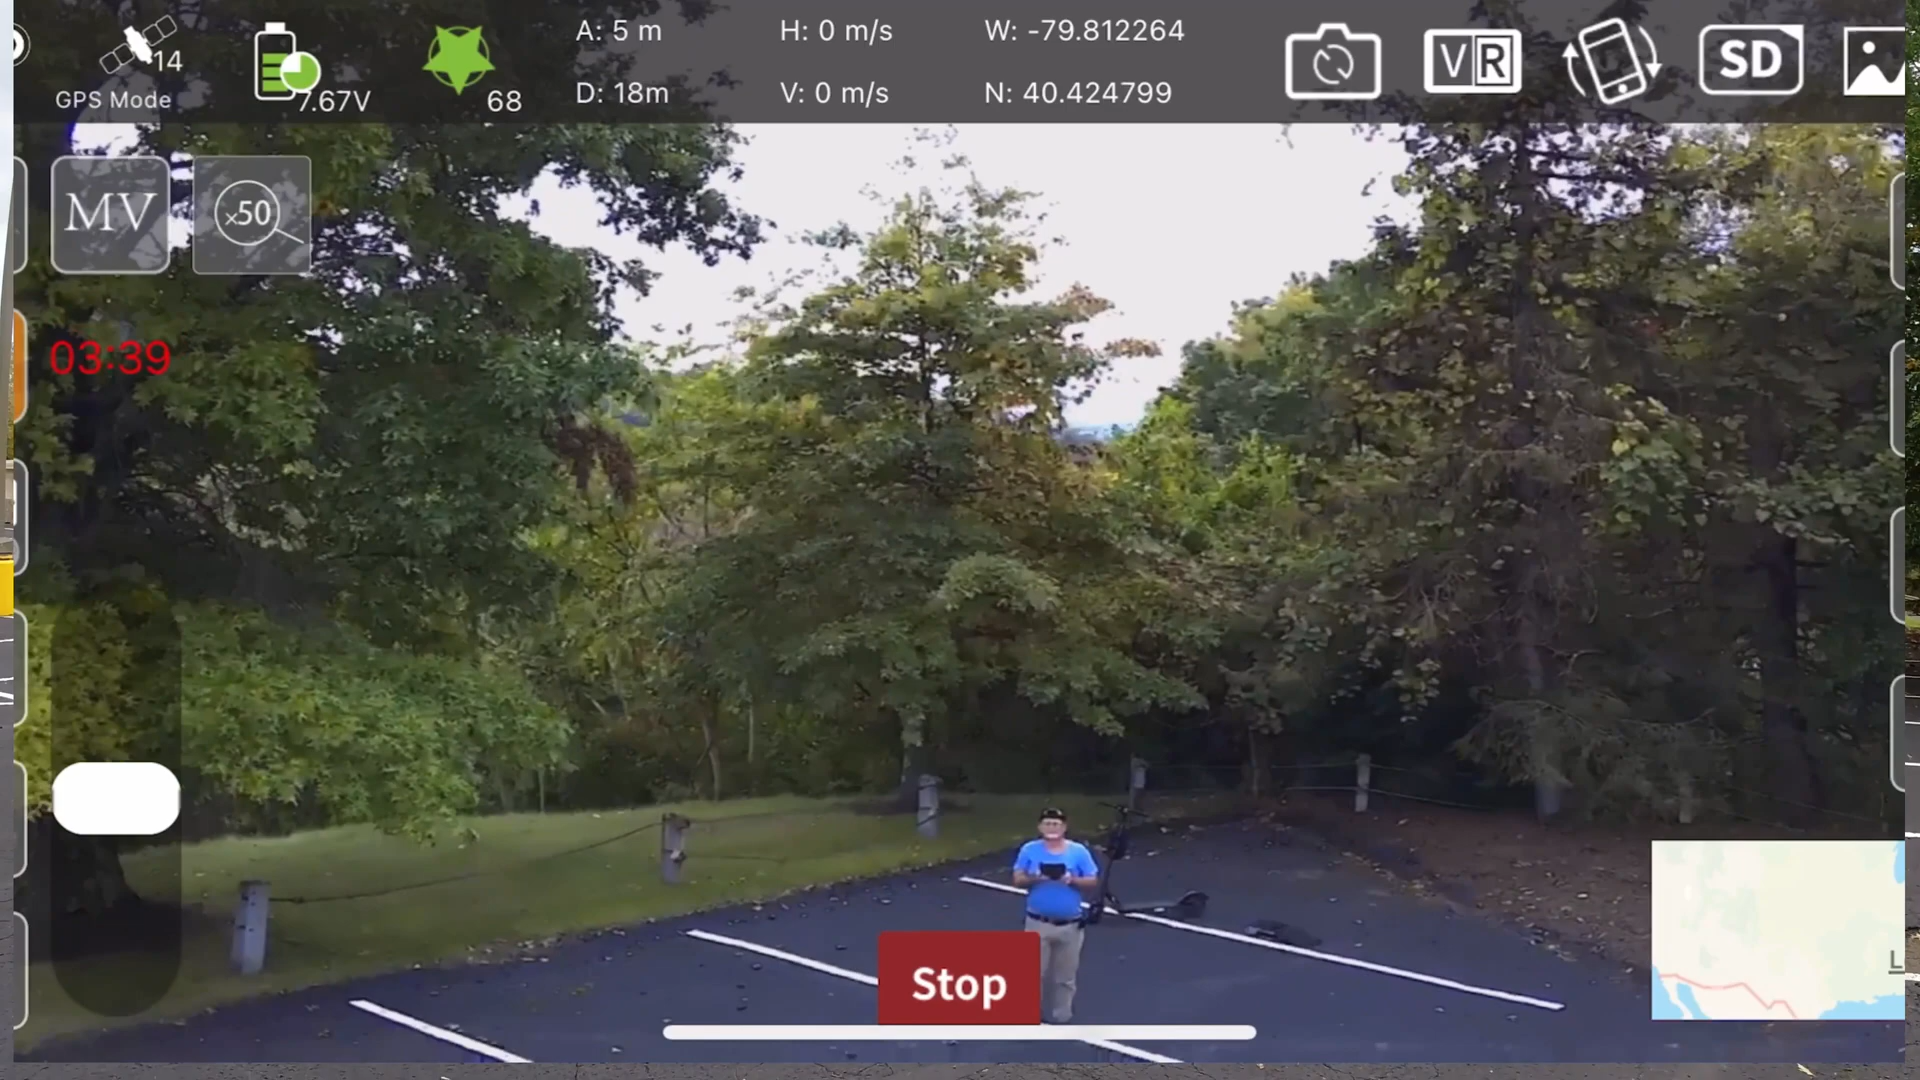 14
GPS Mode
7.67V
68
A: 5 m
H: 0 m/s
W: -79.812264
D: 18m
V: 0 m/s
N: 40.424799
VR
SD
MV
x50
03:39
Stop
L